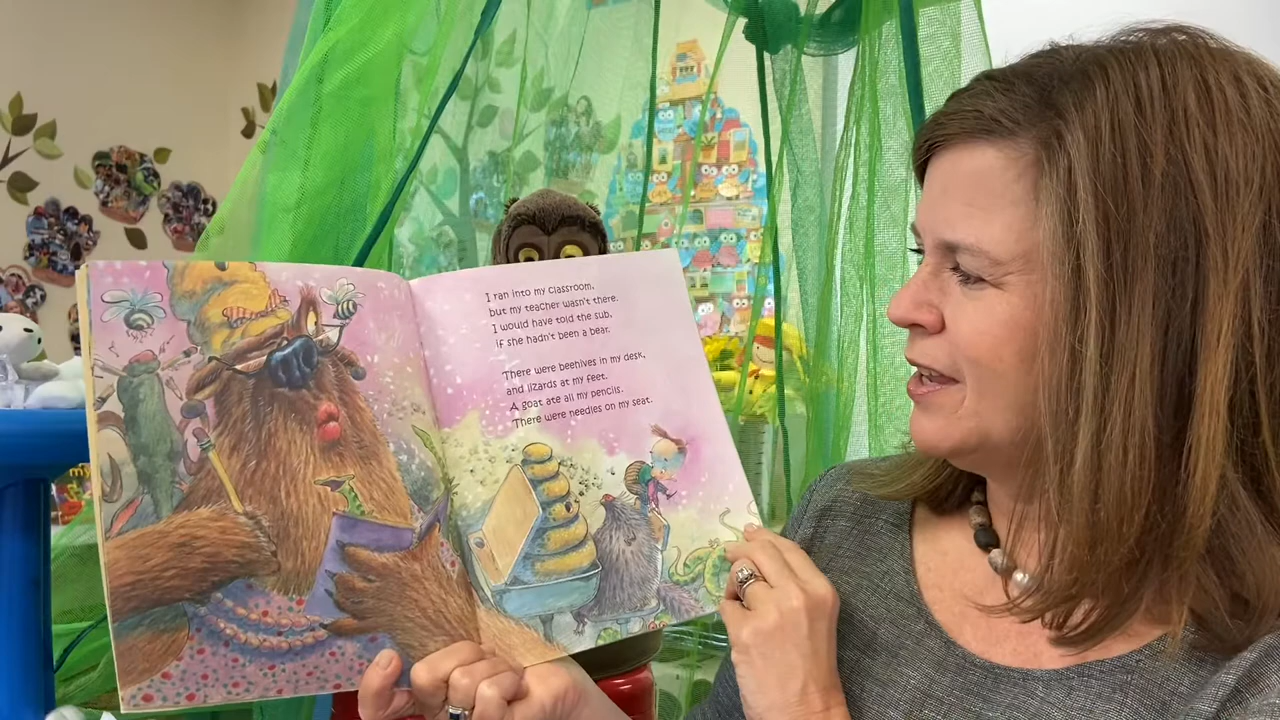 I ran into my classroom,
but my teacher wasn't there.
I would have told the sub,
if she hadn't been a bear.
There were beehives in my desk,
and lizards at my feet.
A goat ate all my pencils.
There were needles on my seat.